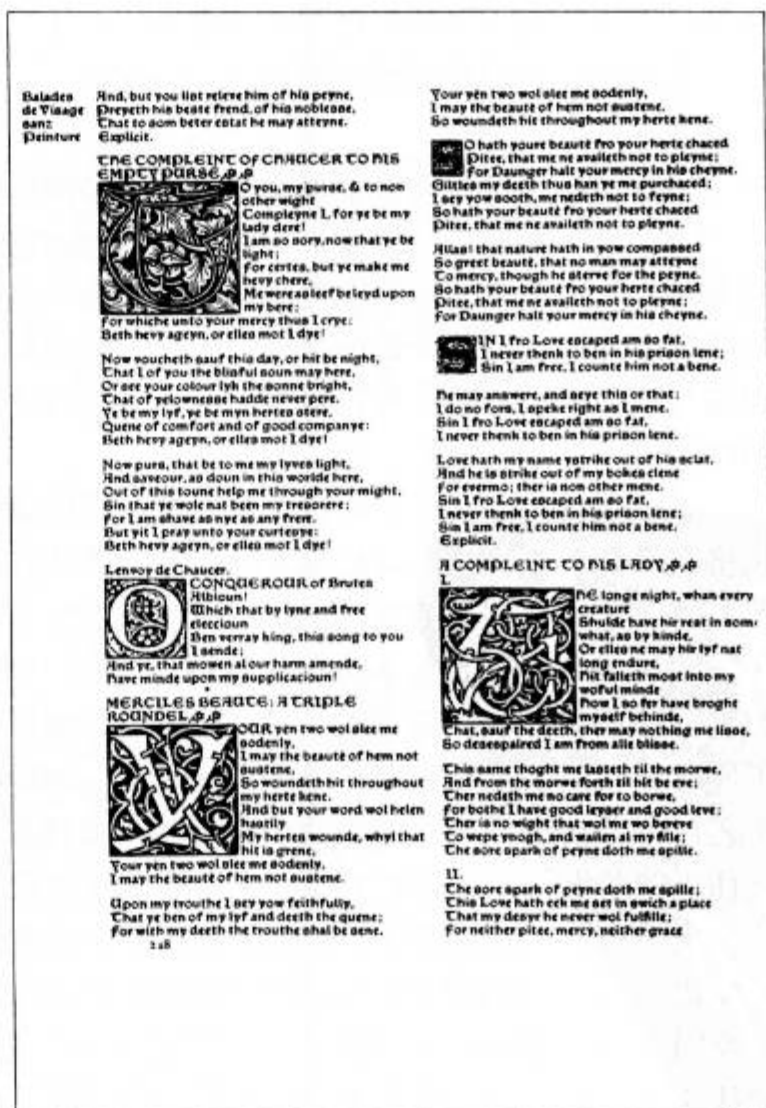 Balades
de Visage
sanz
Peinture
And, but you list releve him of his peyne,
Preyeth his beste frend, of his noblesse,
That to som beter estat he may atteyne.
Explicit.
THE COMPLEINT OF CHAUCER TO HIS
EMPTY PURSE
TO you, my purse, & to non
other wight
Compleyne I, for ye be my
lady dere!
I am so sory, now that ye be
light;
For certes, but ye make me
hevy chere,
Me were as leef be leyd upon
my bere;
For whiche unto your mercy thus I crye:
Beth hevy ageyn, or elles mot I dye!
Now voucheth sauf this day, or hit be night,
That I of you the blisful soun may here,
Or see your colour lyk the sonne bright,
That of yelownesse hadde never pere.
Ye be my lyf, ye be myn hertes stere,
Quene of comfort and of good companye:
Beth hevy ageyn, or elles mot I dye!
Now purs, that be to me my lyves light,
And saveour, as doun in this worlde here,
Out of this toune help me through your might,
Sin that ye wole nat been my tresorere;
For I am shave as nye as any frere.
But yit I pray unto your curtesye:
Beth hevy ageyn, or elles mot I dye!
Lenvoy de Chaucer.
O CONQUEROUR of Brutes
Albioun!
Which that by lyne and free
eleccioun
Ben verray king, this song to you
I sende;
And ye, that mowen al our harm amende,
Have minde upon my supplicacioun!
MERCILES BEAUTE: A TRIPLE
ROUNDEL
YOUR yen two wol slee me
sodenly,
I may the beauté of hem not
sustene,
So woundeth hit throughout
my herte kene.
And but your word wol helen
hastily
My hertes wounde, whyl that
hit is grene,
Your yen two wol slee me sodenly,
I may the beauté of hem not sustene.
Upon my trouthe I sey yow feithfully,
That ye ben of my lyf and deeth the quene;
For with my deeth the trouthe shal be sene.
218
Your yen two wol slee me sodenly,
I may the beauté of hem not sustene,
So woundeth hit throughout my herte kene.
SO hath youre beauté fro your herte chaced
Pitee, that me ne availeth not to pleyne;
For Daunger halt your mercy in his cheyne.
Giltles my deeth thus han ye me purchaced;
I sey yow sooth, me nedeth not to feyne;
So hath your beauté fro your herte chaced
Pitee, that me ne availeth not to pleyne.
Allas! that nature hath in yow compassed
So greet beauté, that no man may atteyne
To mercy, though he sterve for the peyne.
So hath your beauté fro your herte chaced
Pitee, that me ne availeth not to pleyne;
For Daunger halt your mercy in his cheyne.
SIN I fro Love escaped am so fat,
I never thenk to ben in his prison lene;
Sin I am free, I counte him not a bene.
He may answere, and seye this or that;
I do no fors, I speke right as I mene.
Sin I fro Love escaped am so fat,
I never thenk to ben in his prison lene.
Love hath my name ystrike out of his sclat,
And he is strike out of my bokes clene
For evermo; ther is non other mene.
Sin I fro Love escaped am so fat,
I never thenk to ben in his prison lene;
Sin I am free, I counte him not a bene.
Explicit.
A COMPLEINT TO HIS LADY
I.
THE longe night, whan every
creature
Shulde have hir rest in som-
what, as by kinde,
Or elles ne may hir lyf nat
long endure,
Hit falleth most into my
woful minde
How I so fer have broght
myself behinde,
That, sauf the deeth, ther may nothing me lisse,
So desespaired I am from alle blisse.
This same thoght me lasteth til the morwe,
And from the morwe forth til hit be eve;
Ther nedeth me no care for to borwe,
For bothe I have good leyser and good leve;
Ther is no wight that wol me wo bereve
To wepe ynogh, and wailen al my fille;
The sore spark of peyne doth me spille.
II.
The sore spark of peyne doth me spille;
This Love hath eek me set in swich a place
That my desyr he never wol fulfille;
For neither pitee, mercy, neither grace